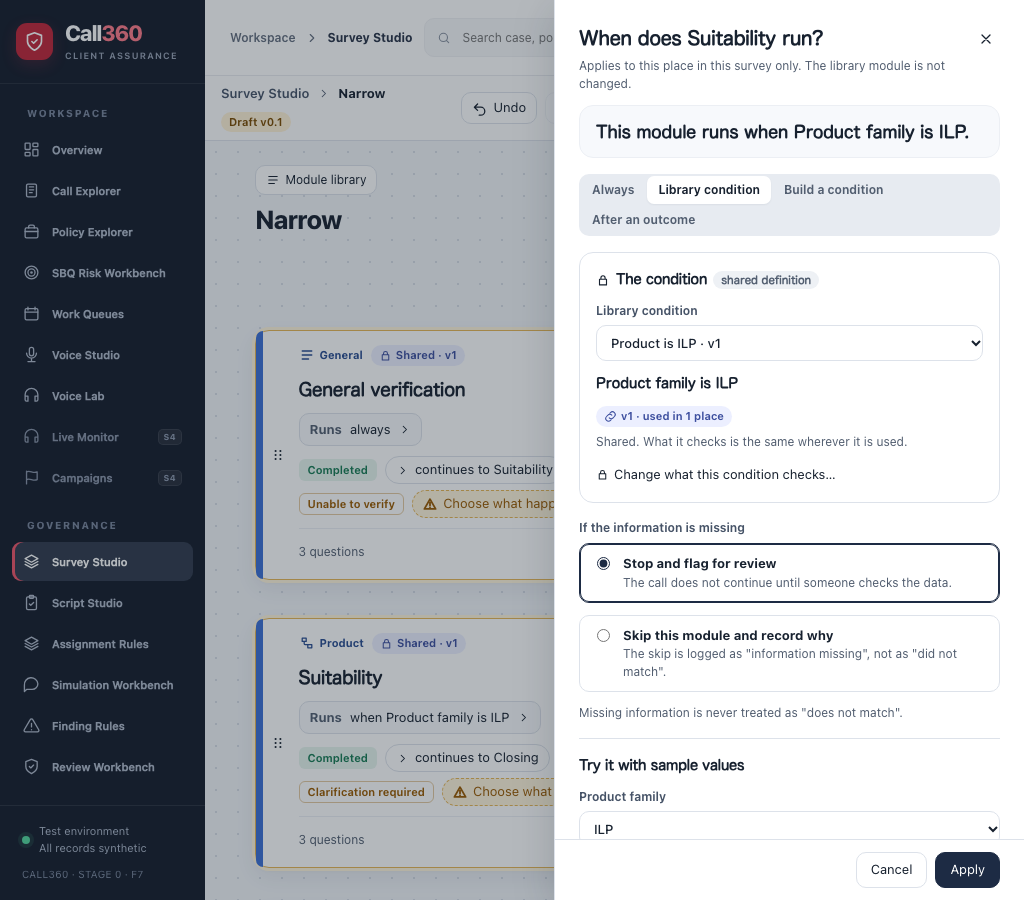 Call360
CLIENT ASSURANCE
WORKSPACE
Overview
Call Explorer
Policy Explorer
SBQ Risk Workbench
Work Queues
Voice Studio
Voice Lab
Live Monitor S4
Campaigns S4
GOVERNANCE
Survey Studio
Script Studio
Assignment Rules
Simulation Workbench
Finding Rules
Review Workbench
Test environment
All records synthetic
CALL360 · STAGE 0 · F7
Workspace > Survey Studio
Search case, po
Survey Studio > Narrow
Draft v0.1
Undo
Module library
Narrow
General Shared · v1
General verification
Runs always >
Completed > continues to Suitability
Unable to verify Choose what happ
3 questions
Product Shared · v1
Suitability
Runs when Product family is ILP >
Completed > continues to Closing
Clarification required Choose what
3 questions
When does Suitability run?
Applies to this place in this survey only. The library module is not
changed.
This module runs when Product family is ILP.
Always Library condition Build a condition
After an outcome
The condition shared definition
Library condition
Product is ILP · v1
Product family is ILP
v1 · used in 1 place
Shared. What it checks is the same wherever it is used.
Change what this condition checks...
If the information is missing
Stop and flag for review
The call does not continue until someone checks the data.
Skip this module and record why
The skip is logged as "information missing", not as "did not
match".
Missing information is never treated as "does not match".
Try it with sample values
Product family
ILP
Cancel Apply